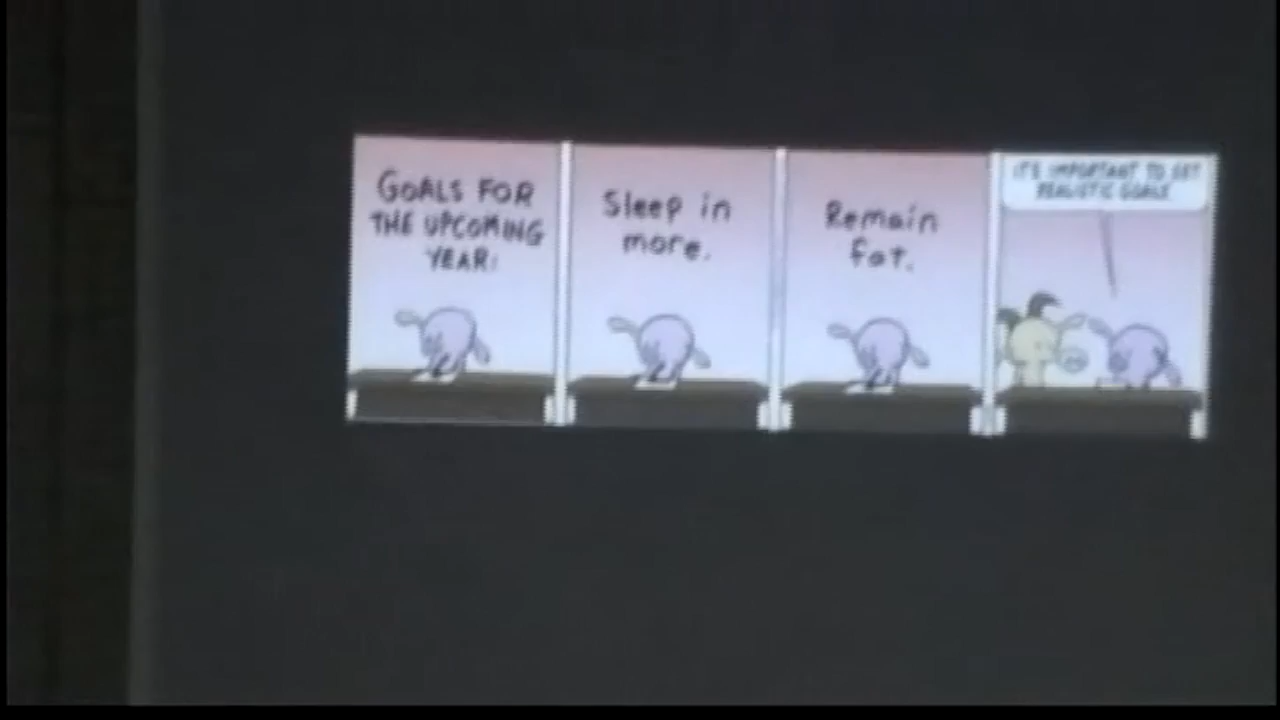 GOALS FOR
THE UPCOMING
YEAR:
Sleep in
more.
Remain
fat.
IT'S IMPORTANT TO SET
REALISTIC GOALS.